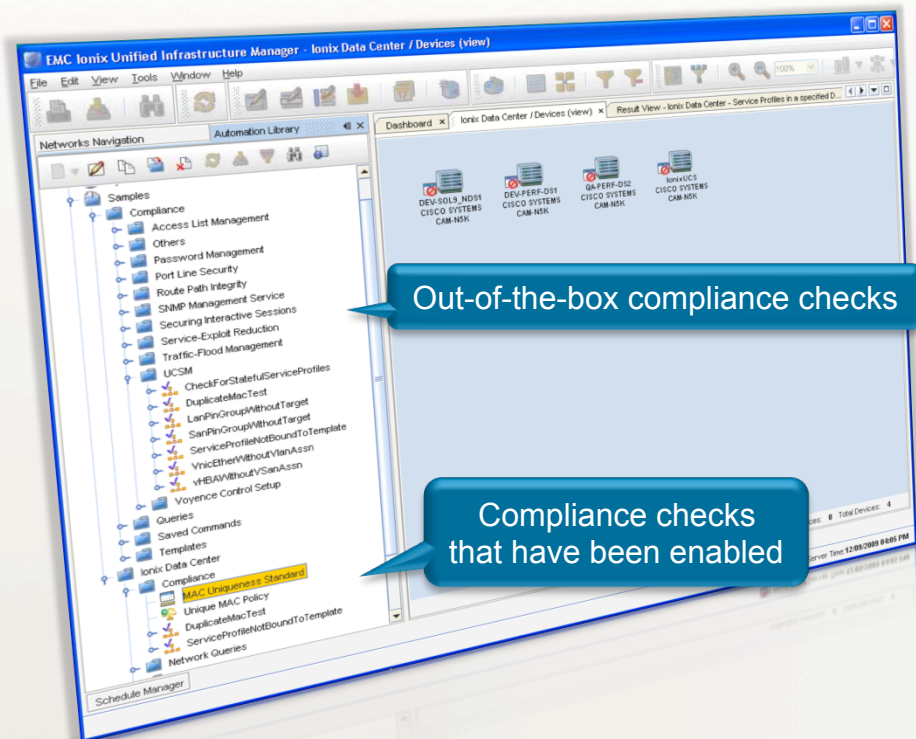 EMC Ionix Unified Infrastructure Manager - Ionix Data Center / Devices (view)
File Edit View Tools Window Help
100%
Networks Navigation
Automation Library
Dashboard
Ionix Data Center / Devices (view)
Result View - Ionix Data Center - Service Profiles in a specified D...
Samples
Compliance
Access List Management
Others
Password Management
Port Line Security
Route Path Integrity
SNMP Management Service
Securing Interactive Sessions
Service-Exploit Reduction
Traffic-Flood Management
UCSM
CheckForStatefulServiceProfiles
DuplicateMacTest
LanPinGroupWithoutTarget
SanPinGroupWithoutTarget
ServiceProfileNotBoundToTemplate
VnicEtherWithoutVlanAssn
vHBAWithoutVSanAssn
Voyence Control Setup
Queries
Saved Commands
Templates
Ionix Data Center
Compliance
MAC Uniqueness Standard
Unique MAC Policy
DuplicateMacTest
ServiceProfileNotBoundToTemplate
Network Queries
Schedule Manager
DEV-SOL9_NDS1
CISCO SYSTEMS
CAM-N5K
DEV-PERF-DS1
CISCO SYSTEMS
CAM-N5K
QA-PERF-DS2
CISCO SYSTEMS
CAM-N5K
IonixUCS
CISCO SYSTEMS
CAM-N5K
Out-of-the-box compliance checks
Compliance checks
that have been enabled
0 Total Devices: 4
Server Time:12/09/2009 04:05 PM